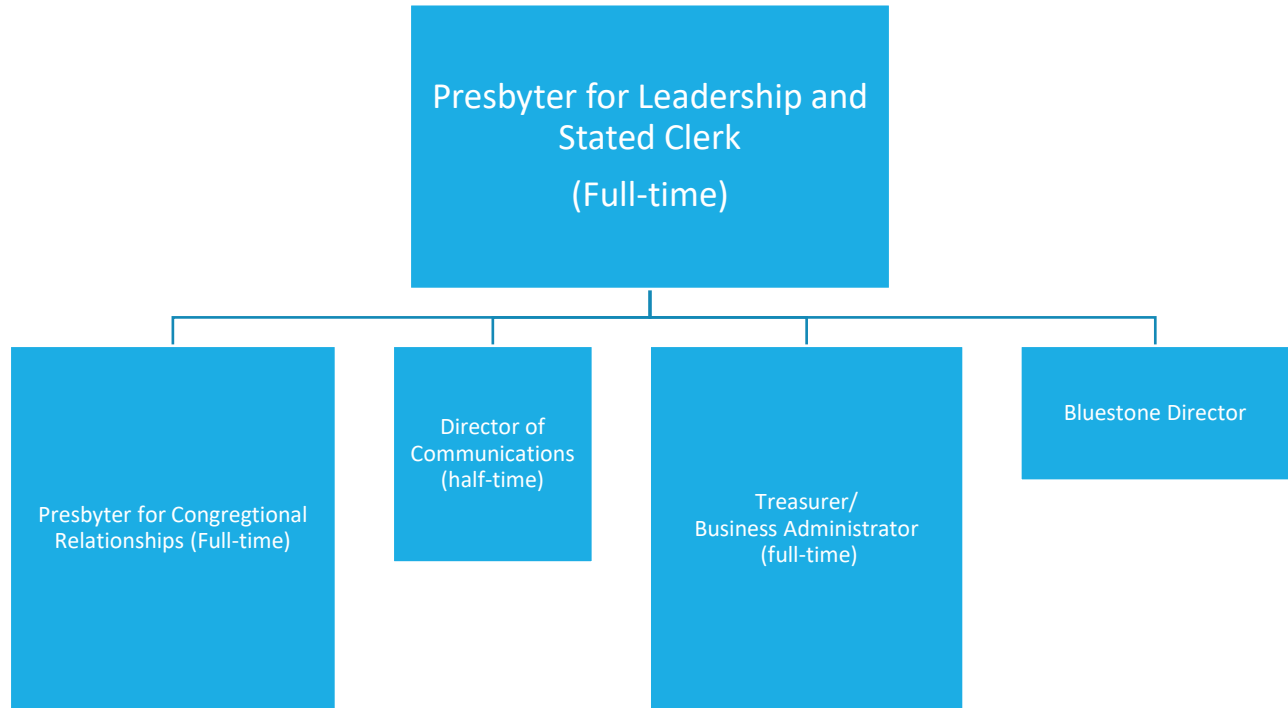 Presbyter for Leadership and
Stated Clerk
(Full-time)
Presbyter for Congregtional
Relationships (Full-time)
Director of
Communications
(half-time)
Treasurer/
Business Administrator
(full-time)
Bluestone Director